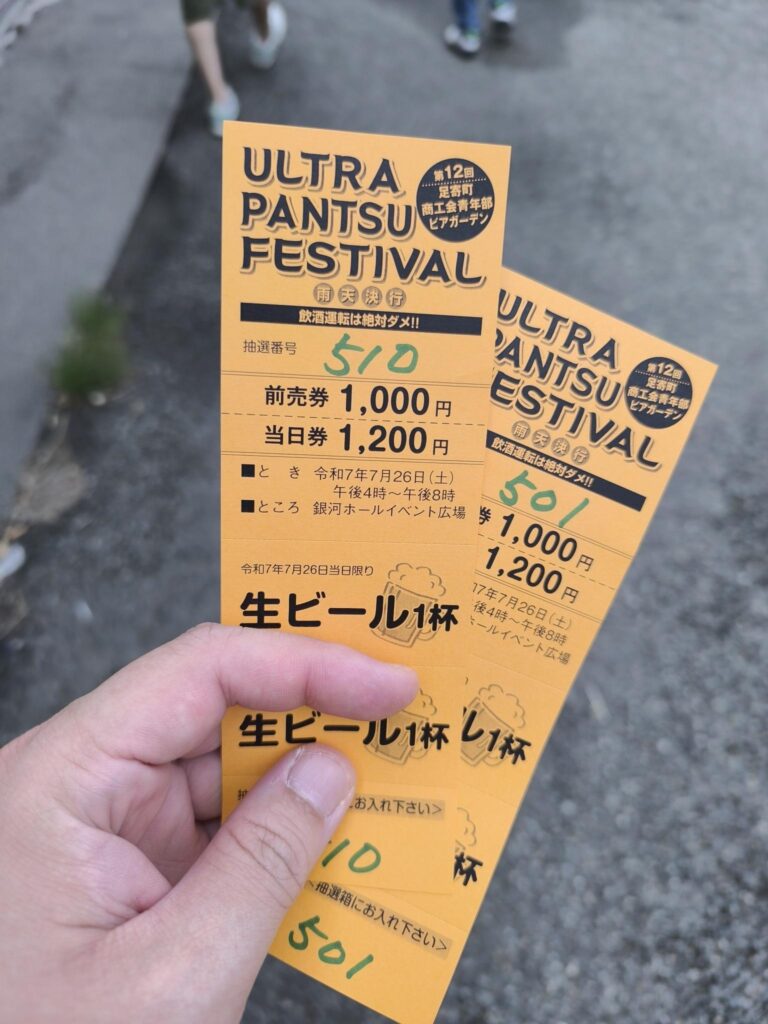 ULTRA
PANTSU
FESTIVAL
第12回
足寄町
商工会青年部
ビアガーデン
雨天決行
飲酒運転は絶対ダメ!!
抽選番号 510
前売券 1,000円
当日券 1,200円
■と き 令和7年7月26日(土)
午後4時～午後8時
■ところ 銀河ホールイベント広場
令和7年7月26日当日限り
生ビール1杯
生ビール1杯
お入れ下さい>
10
ULTRA
PANTSU
ESTIVAL
第12回
足寄町
商工会青年部
ビアガーデン
雨天決行
飲酒運転は絶対ダメ!!
501
券 1,000円
1,200円
7年7月26日(土)
後4時～午後8時
ホールイベント広場
ル1杯
杯
抽選箱にお入れ下さい>
501